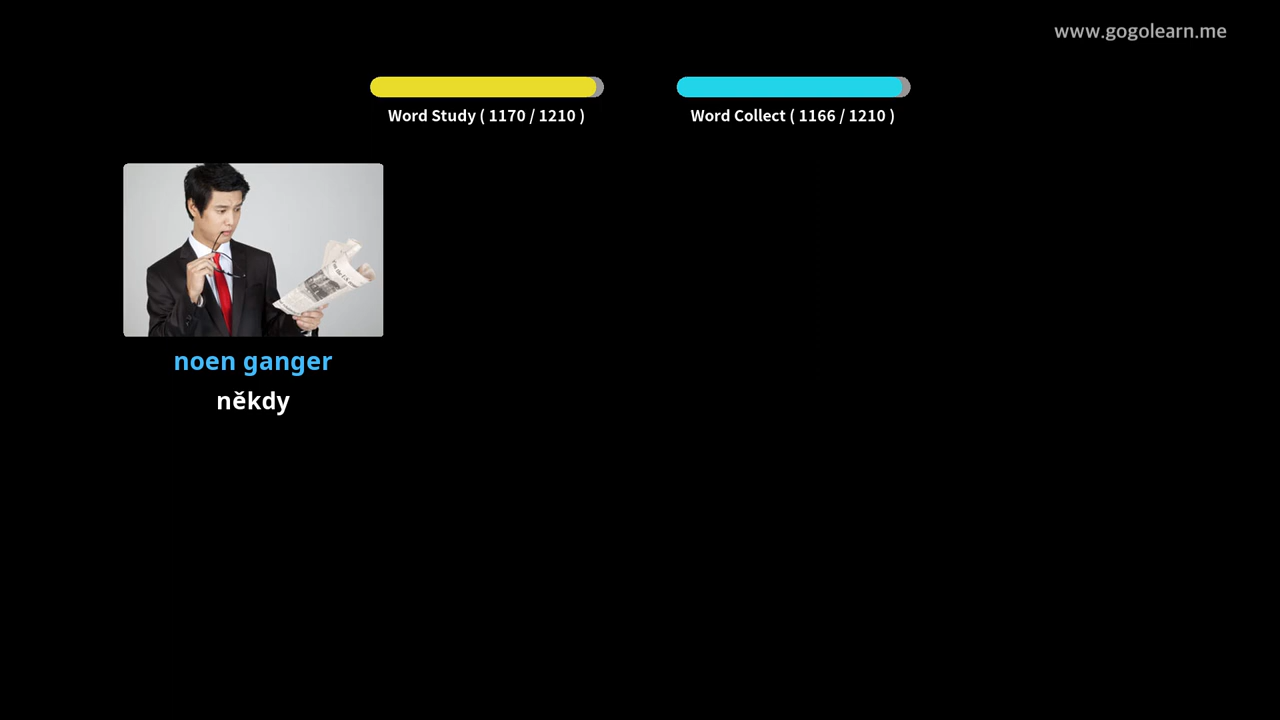 www.gogolearn.me
Word Study ( 1170 / 1210 )
Word Collect ( 1166 / 1210 )
noen ganger
někdy